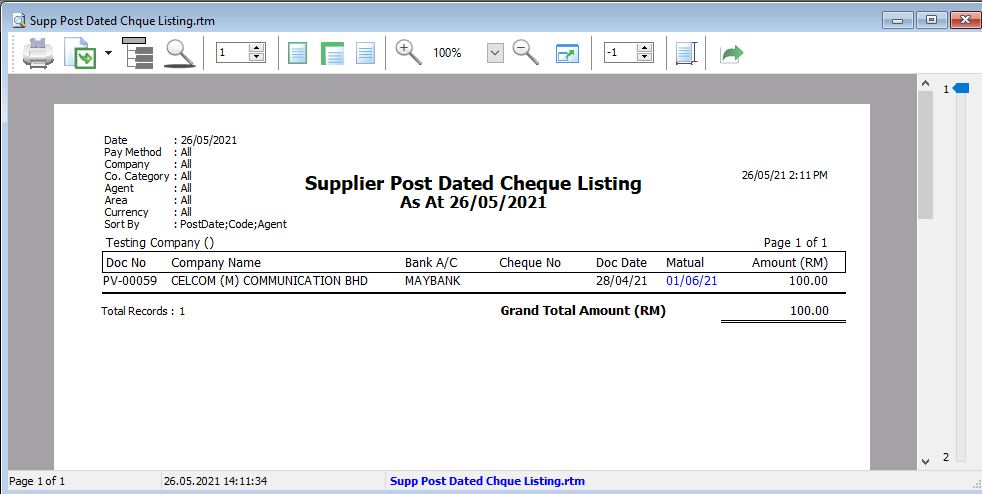 Supp Post Dated Chque Listing.rtm
1 100% -1
1
Date : 26/05/2021
Pay Method : All
Company : All
Co. Category : All
Agent : All
Area : All
Currency : All
Sort By : PostDate;Code;Agent
Supplier Post Dated Cheque Listing
As At 26/05/2021
26/05/21 2:11 PM
Testing Company () Page 1 of 1
Doc No Company Name Bank A/C Cheque No Doc Date Matual Amount (RM)
PV-00059 CELCOM (M) COMMUNICATION BHD MAYBANK 28/04/21 01/06/21 100.00
Total Records : 1 Grand Total Amount (RM) 100.00
2
Page 1 of 1 26.05.2021 14:11:34 Supp Post Dated Chque Listing.rtm